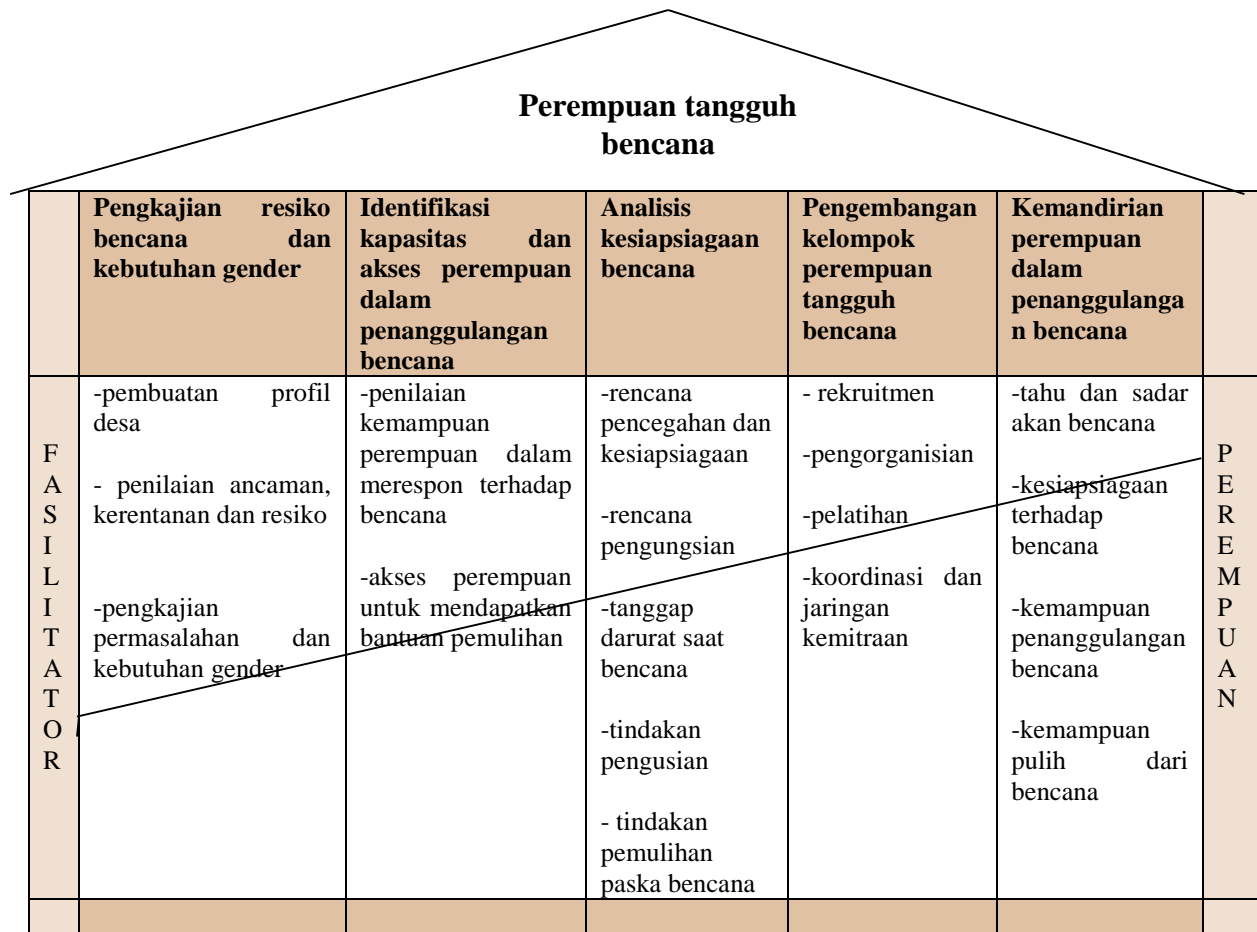 Perempuan tangguh
bencana
Pengkajian resiko
bencana dan
kebutuhan gender
Identifikasi
kapasitas dan
akses perempuan
dalam
penanggulangan
bencana
Analisis
kesiapsiagaan
bencana
Pengembangan
kelompok
perempuan
tangguh
bencana
Kemandirian
perempuan
dalam
penanggulanga
n bencana
F
A
S
I
L
I
T
A
T
O
R
-pembuatan profil
desa
- penilaian ancaman,
kerentanan dan resiko
-pengkajian
permasalahan dan
kebutuhan gender
-penilaian
kemampuan
perempuan dalam
merespon terhadap
bencana
-akses perempuan
untuk mendapatkan
bantuan pemulihan
-rencana
pencegahan dan
kesiapsiagaan
-rencana
pengungsian
-tanggap
darurat saat
bencana
-tindakan
pengusian
- tindakan
pemulihan
paska bencana
- rekruitmen
-pengorganisian
-pelatihan
-koordinasi dan
jaringan
kemitraan
-tahu dan sadar
akan bencana
-kesiapsiagaan
terhadap
bencana
-kemampuan
penanggulangan
bencana
-kemampuan
pulih dari
bencana
P
E
R
E
M
P
U
A
N